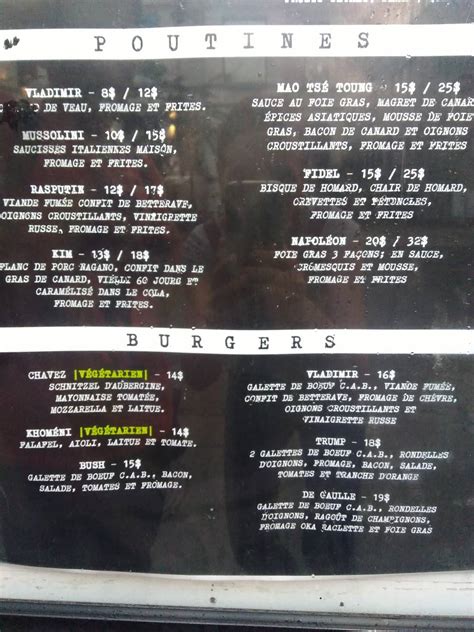 POUTINES
VLADIMIR - 8$ / 12$
DE VEAU, FROMAGE ET FRITES.
MUSSOLINI - 10$ / 15$
SAUCISSES ITALIENNES MAISON,
FROMAGE ET FRITES.
RASPUTIN - 12$ / 17$
VIANDE FUMÉE CONFIT DE BETTERAVE,
OIGNONS CROUSTILLANTS, VINAIGRETTE
RUSSE, FROMAGE ET FRITES.
KIM - 13$ / 18$
FLANC DE PORC NAGANO, CONFIT DANS LE
GRAS DE CANARD, VIELLI 60 JOURS ET
CARAMÉLISÉ DANS LE COLA,
FROMAGE ET FRITES.
MAO TSÉ TOUNG - 15$ / 25$
SAUCE AU FOIE GRAS, MAGRET DE CANARD
ÉPICES ASIATIQUES, MOUSSE DE FOIE
GRAS, BACON DE CANARD ET OIGNONS
CROUSTILLANTS, FROMAGE ET FRITES.
FIDEL - 15$ / 25$
BISQUE DE HOMARD, CHAIR DE HOMARD,
CREVETTES ET PÉTONCLES,
FROMAGE ET FRITES
NAPOLÉON - 20$ / 32$
FOIE GRAS 3 FAÇONS; EN SAUCE,
CROMESQUIS ET MOUSSE,
FROMAGE ET FRITES.
BURGERS
CHAVEZ |VÉGÉTARIEN| - 14$
SCHNITZEL D'AUBERGINE,
MAYONNAISE TOMATÉE,
MOZZARELLA ET LAITUE.
KHOMÉNI |VÉGÉTARIEN| - 14$
FALAFEL, AIOLI, LAITUE ET TOMATE.
BUSH - 15$
GALETTE DE BOEUF C.A.B., BACON,
SALADE, TOMATES ET FROMAGE.
VLADIMIR - 16$
GALETTE DE BOEUF C.A.B., VIANDE FUMÉE,
CONFIT DE BETTERAVE, FROMAGE DE CHÈVRE,
OIGNONS CROUSTILLANTS ET
VINAIGRETTE RUSSE
TRUMP - 18$
2 GALETTES DE BOEUF C.A.B., RONDELLES
D'OIGNONS, FROMAGE, BACON, SALADE,
TOMATES ET TRANCHE D'ORANGE
DE GAULLE - 19$
GALETTE DE BOEUF C.A.B., RONDELLES
D'OIGNONS, RAGOÛT DE CHAMPIGNONS,
FROMAGE OKA RACLETTE ET FOIE GRAS